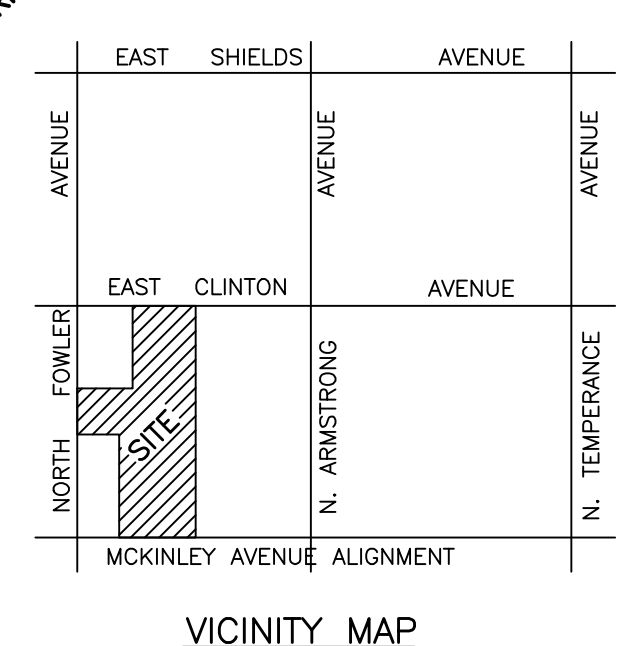 EAST SHIELDS AVENUE
AVENUE
AVENUE
AVENUE
EAST CLINTON AVENUE
NORTH FOWLER
SITE
N. ARMSTRONG
N. TEMPERANCE
MCKINLEY AVENUE ALIGNMENT
VICINITY MAP